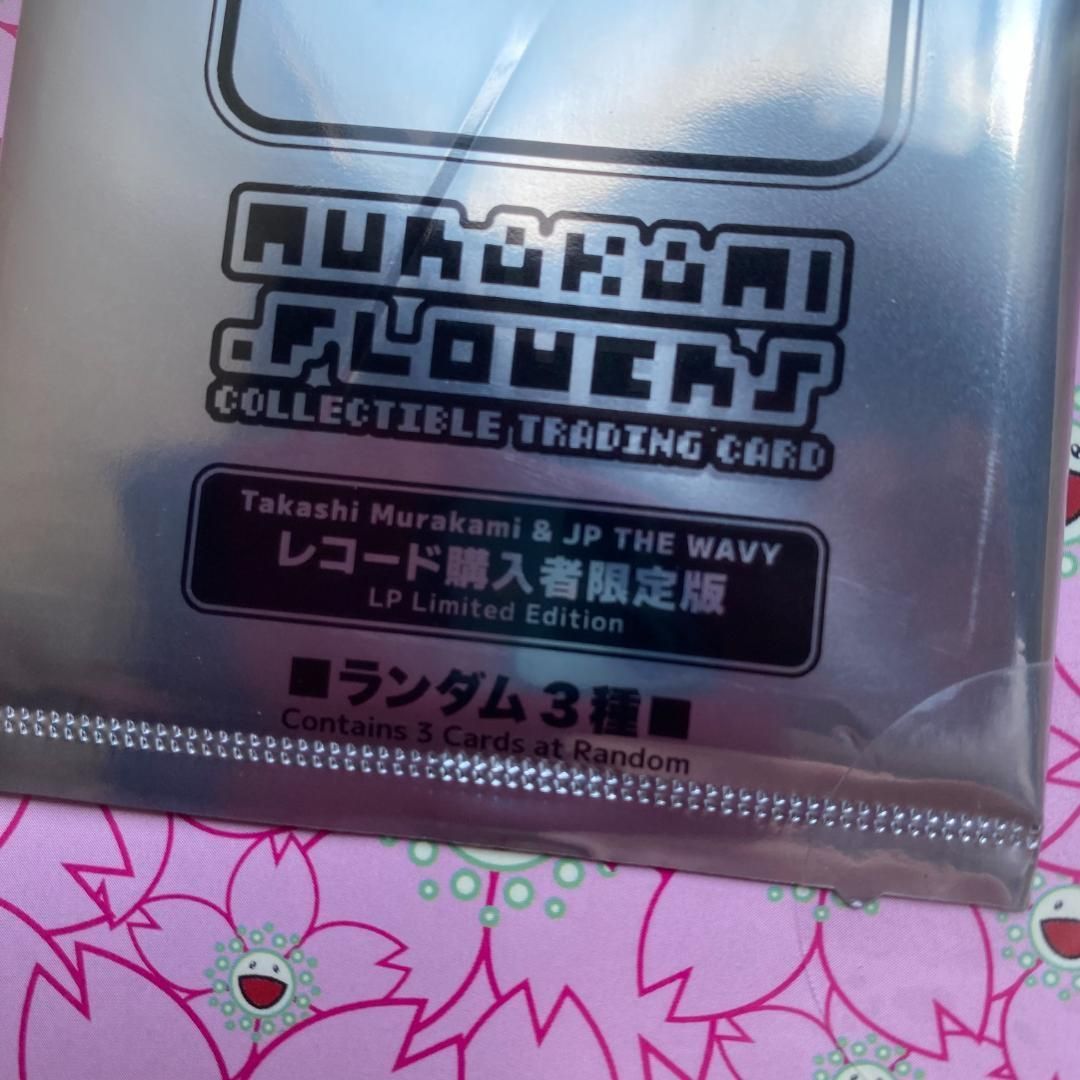 MURAKAMI
.FLOWERS
COLLECTIBLE TRADING CARD
Takashi Murakami & JP THE WAVY
レコード購入者限定版
LP Limited Edition
■ランダム3種■
Contains 3 Cards at Random